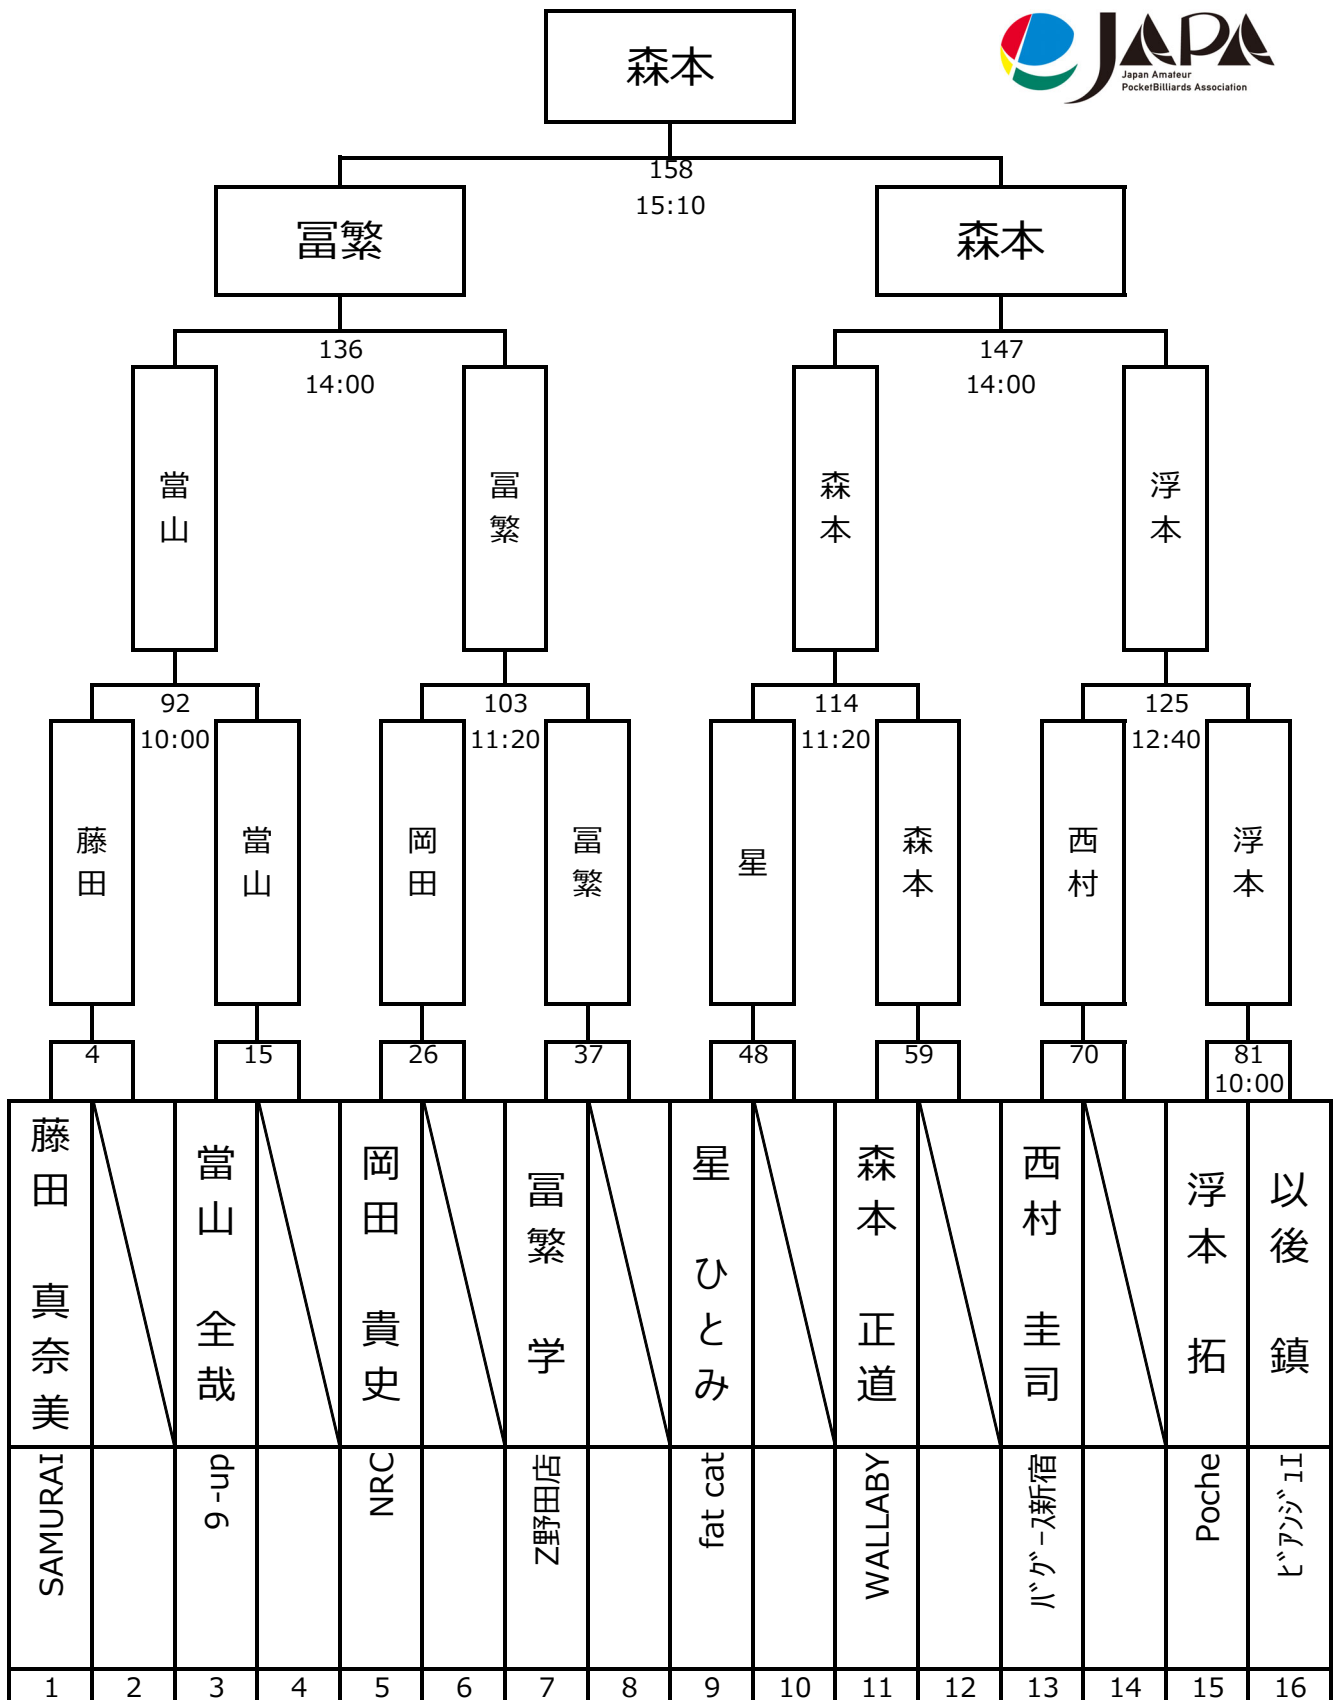 森本
JAPA
Japan Amateur
PocketBilliards Association
158
15:10
冨繁
森本
136
14:00
147
14:00
當山
冨繁
森本
浮本
92
10:00
103
11:20
114
11:20
125
12:40
藤田
當山
岡田
冨繁
星
森本
西村
浮本
4
15
26
37
48
59
70
81
10:00
藤田 真奈美
當山 全哉
岡田 貴史
冨繁 学
星 ひとみ
森本 正道
西村 圭司
浮本 拓
以後 鎮
SAMURAI
9-up
NRC
Z野田店
fat cat
WALLABY
ﾊﾞｸﾞｰｽ新宿
Poche
ﾋﾞｱﾝｼﾞｭｴ
1 2 3 4 5 6 7 8 9 10 11 12 13 14 15 16